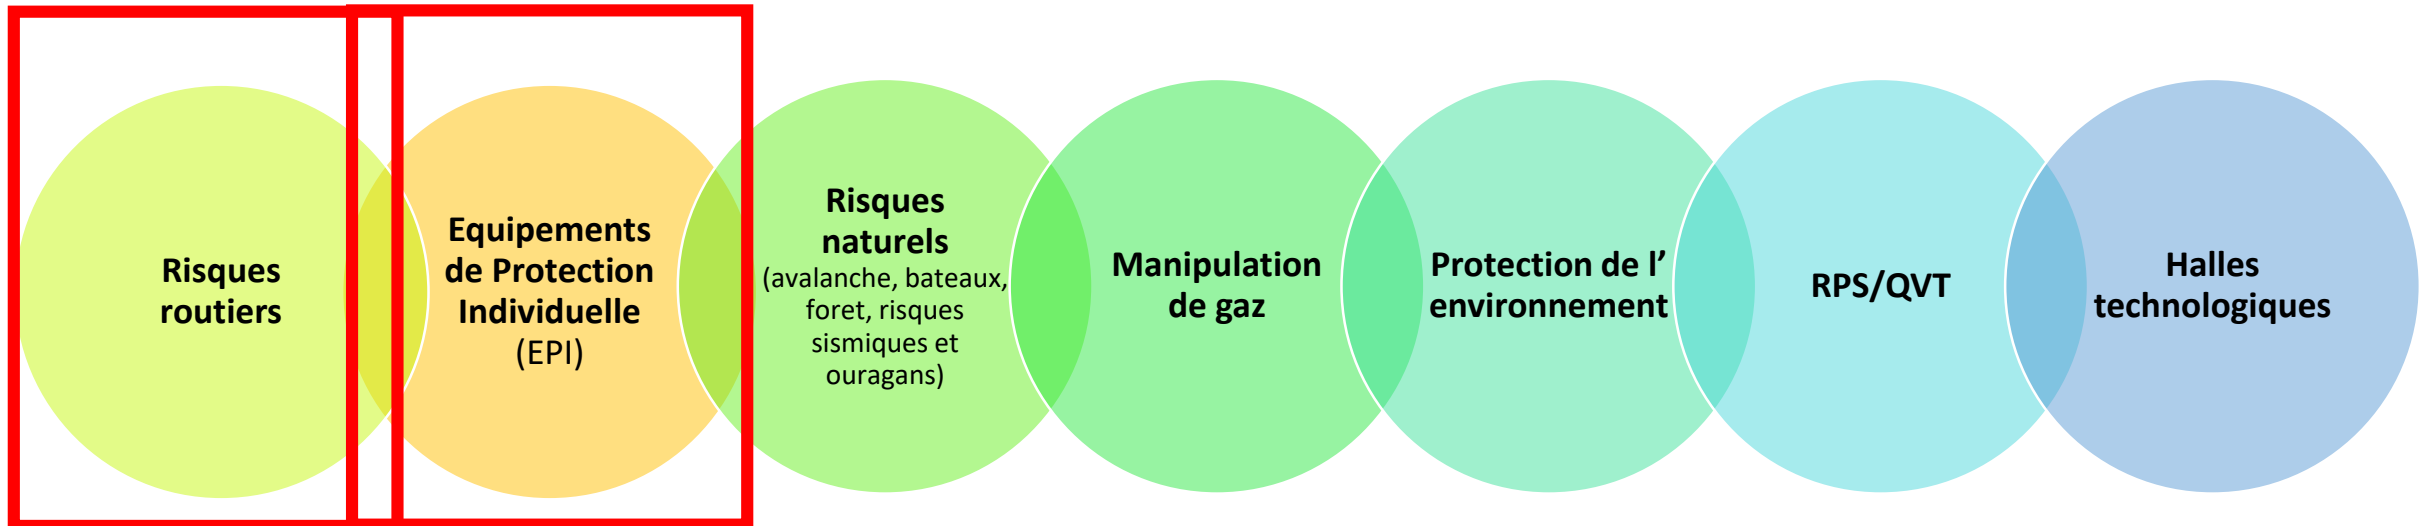 Risques
routiers
Equipements
de Protection
Individuelle
(EPI)
Risques
naturels
(avalanche, bateaux,
foret, risques
sismiques et
ouragans)
Manipulation
de gaz
Protection de l’
environnement
RPS/QVT
Halles
technologiques